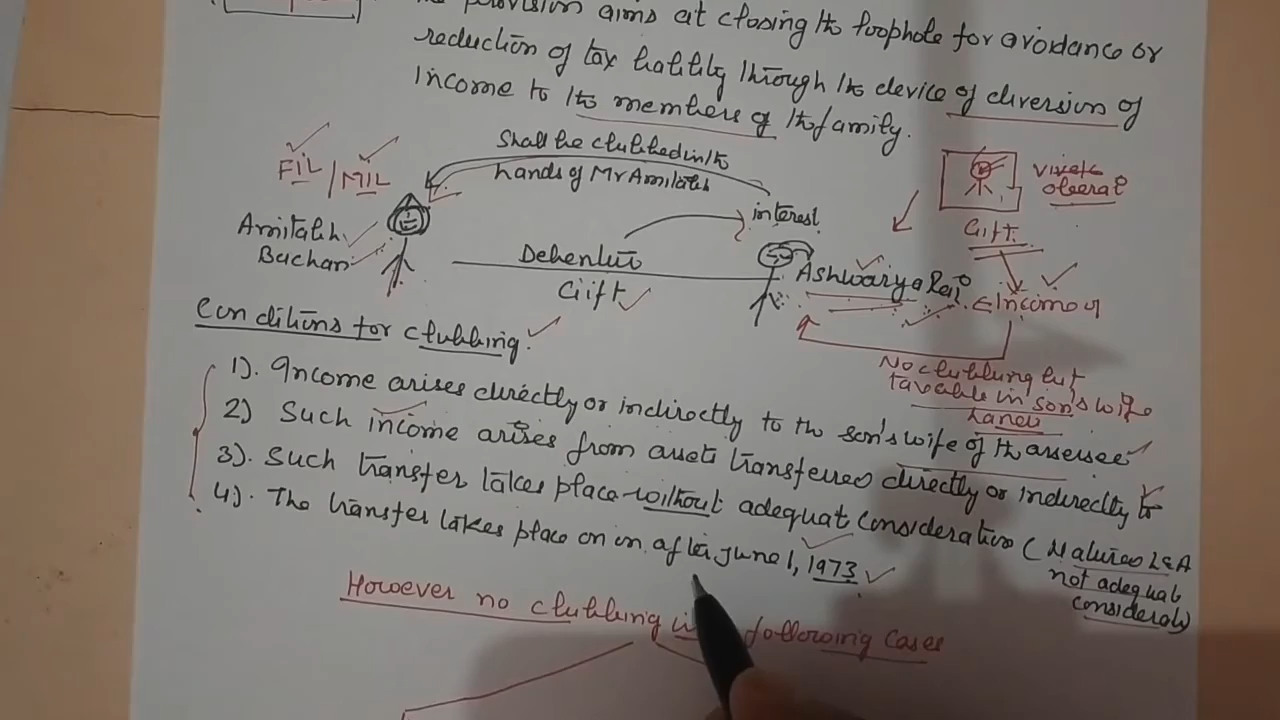 provision aims at closing the loophole for avoidance or
reduction of tax liability through the device of diversion of
income to the members of the family.
Shall be clubbed in the
hands of Mr Amitabh
FIL / MIL
Amitabh
Bachan
Debenture
Gift
interest
Ashwarya Rai
Vivek
oberai
Gift
Income of
No clubbing but
taxable in son's wife
hands
Conditions for clubbing.
1). Income arises directly or indirectly to the son's wife of the assessee
2) Such income arises from assets transferred directly or indirectly to
3). Such transfer takes place without adequate consideration ( Natural L&A
not adequate
consideratn)
4). The transfer takes place on or after June 1, 1973
However no clubbing in following cases